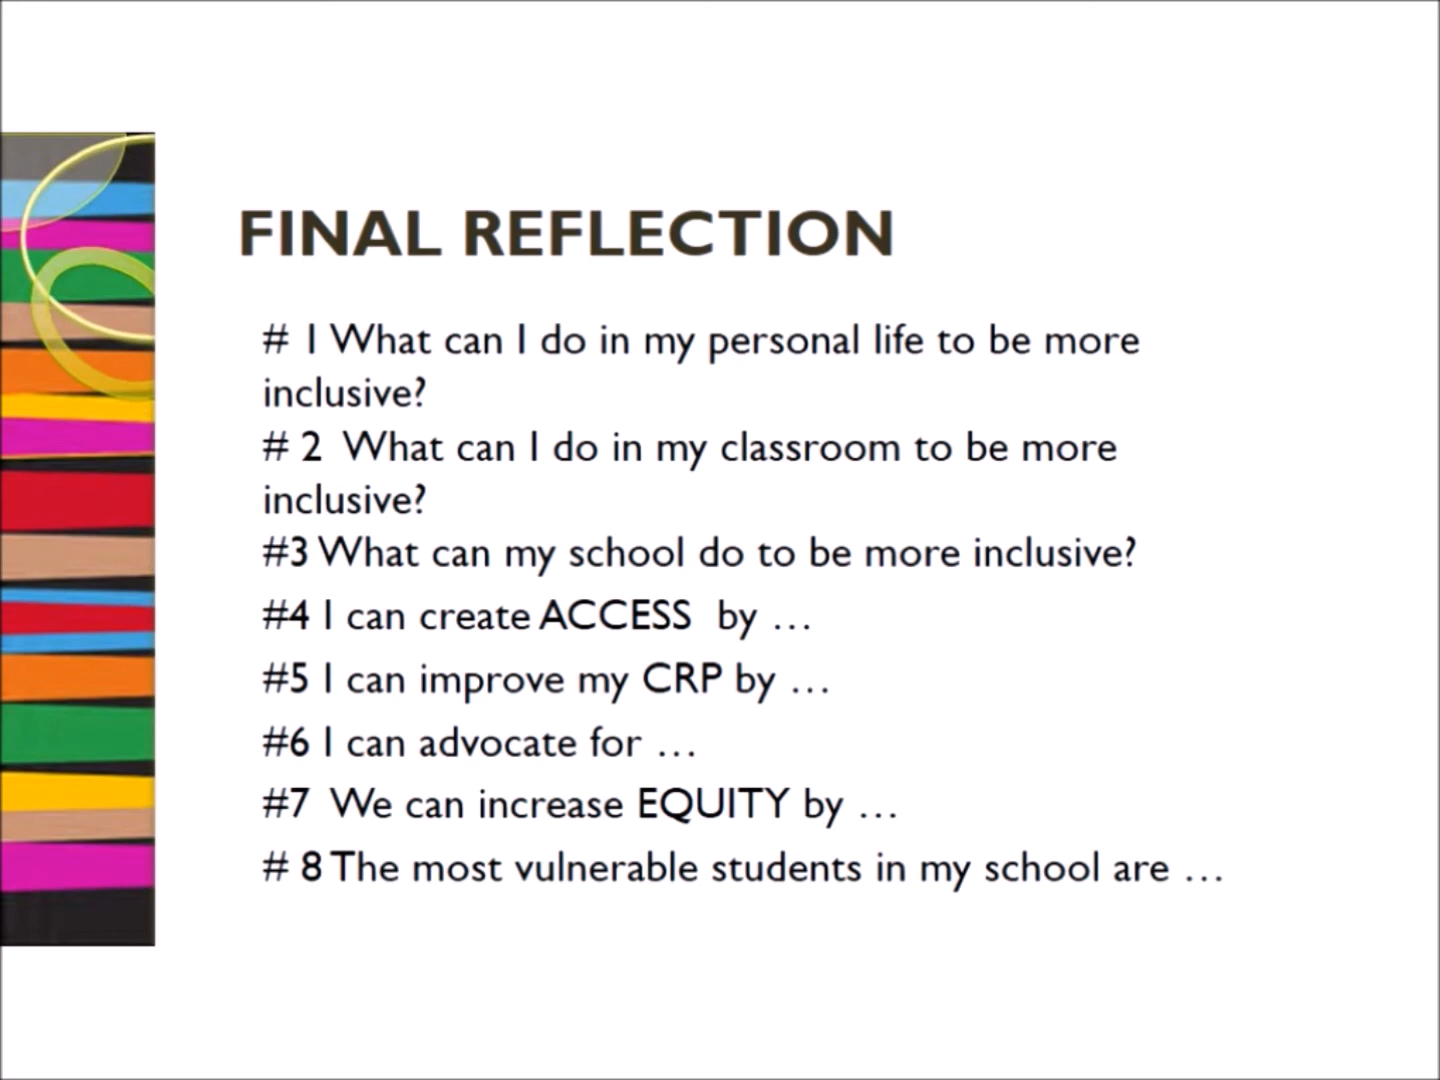 FINAL REFLECTION
# 1 What can I do in my personal life to be more
inclusive?
# 2  What can I do in my classroom to be more
inclusive?
#3 What can my school do to be more inclusive?
#4 I can create ACCESS  by …
#5 I can improve my CRP by …
#6 I can advocate for …
#7  We can increase EQUITY by …
# 8 The most vulnerable students in my school are …